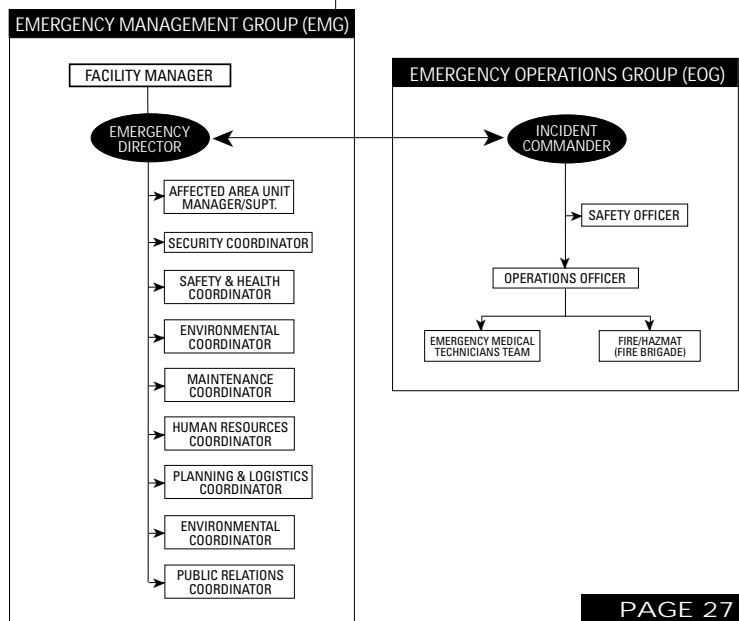 EMERGENCY MANAGEMENT GROUP (EMG)
FACILITY MANAGER
EMERGENCY
DIRECTOR
AFFECTED AREA UNIT
MANAGER/SUPT.
SECURITY COORDINATOR
SAFETY & HEALTH
COORDINATOR
ENVIRONMENTAL
COORDINATOR
MAINTENANCE
COORDINATOR
HUMAN RESOURCES
COORDINATOR
PLANNING & LOGISTICS
COORDINATOR
ENVIRONMENTAL
COORDINATOR
PUBLIC RELATIONS
COORDINATOR
EMERGENCY OPERATIONS GROUP (EOG)
INCIDENT
COMMANDER
SAFETY OFFICER
OPERATIONS OFFICER
EMERGENCY MEDICAL
TECHNICIANS TEAM
FIRE/HAZMAT
(FIRE BRIGADE)
PAGE 27